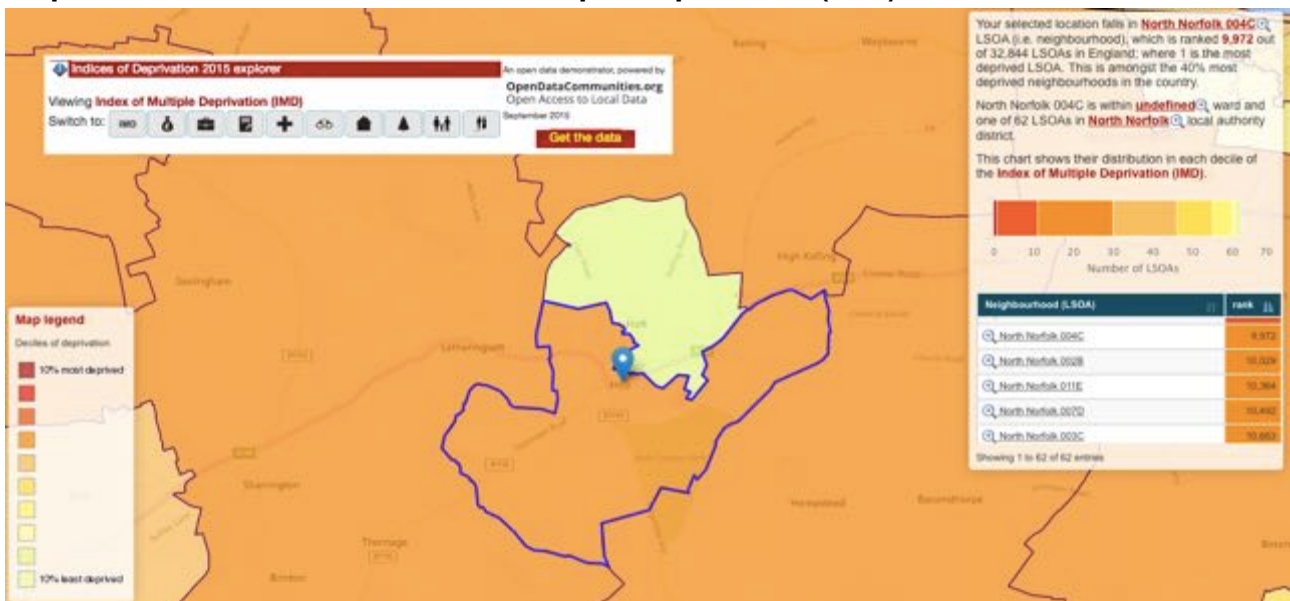 Indices of Deprivation 2015 explorer
Viewing Index of Multiple Deprivation (IMD)
Switch to: IMD
An open data demonstrator, powered by
OpenDataCommunities.org
Open Access to Local Data
September 2015
Get the data
Your selected location falls in North Norfolk 004C
LSOA (i.e. neighbourhood), which is ranked 9,972 out
of 32,844 LSOAs in England; where 1 is the most
deprived LSOA. This is amongst the 40% most
deprived neighbourhoods in the country.
North Norfolk 004C is within undefined ward and
one of 62 LSOAs in North Norfolk local authority
district.
This chart shows their distribution in each decile of
the Index of Multiple Deprivation (IMD).
0 10 20 30 40 50 60 70
Number of LSOAs
Neighbourhood (LSOA) rank
North Norfolk 004C 9,972
North Norfolk 002B 10,029
North Norfolk 011E 10,364
North Norfolk 007D
North Norfolk 003C
Showing 1 to 62 of 62 entries
Weybourne
High Kelling
Saxlingham
Letheringsett
Holt
Sharrington
Hempstead
Baconsthorpe
Thornage
Brinton
Map legend
Deciles of deprivation
10% most deprived
10% least deprived